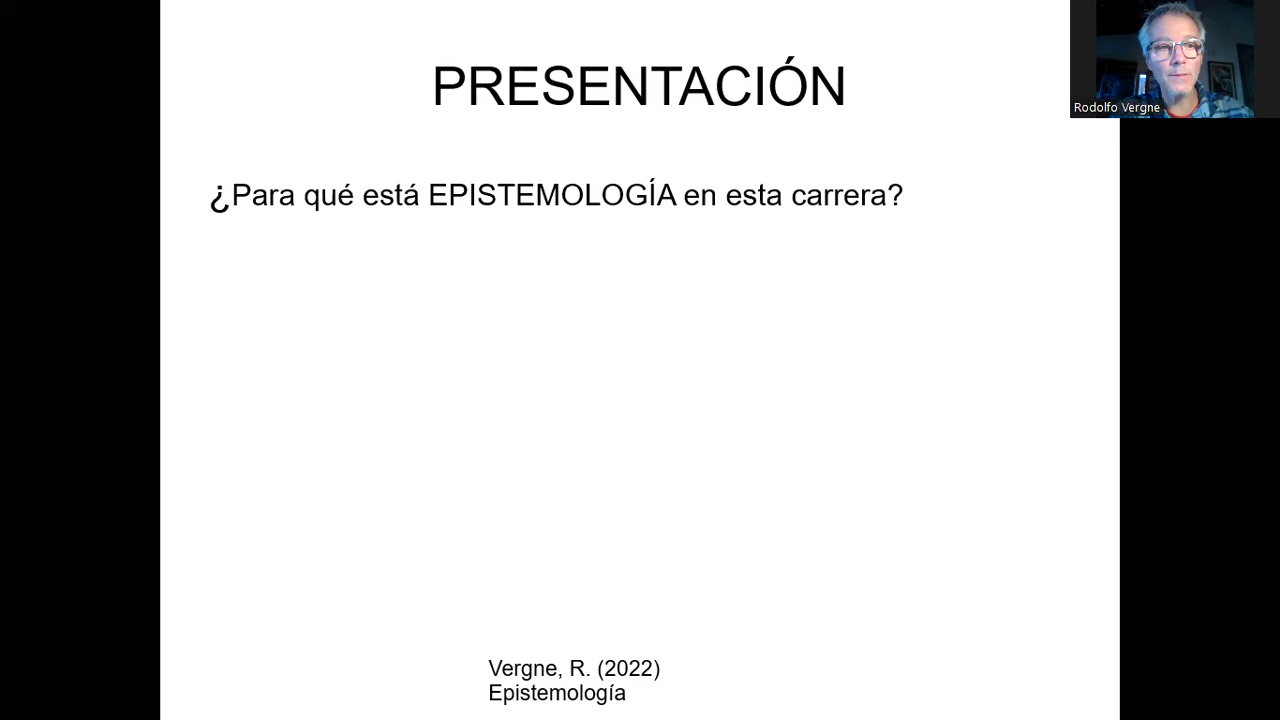 PRESENTACIÓN
Rodolfo Vergne
¿Para qué está EPISTEMOLOGÍA en esta carrera?
Vergne, R. (2022)
Epistemología